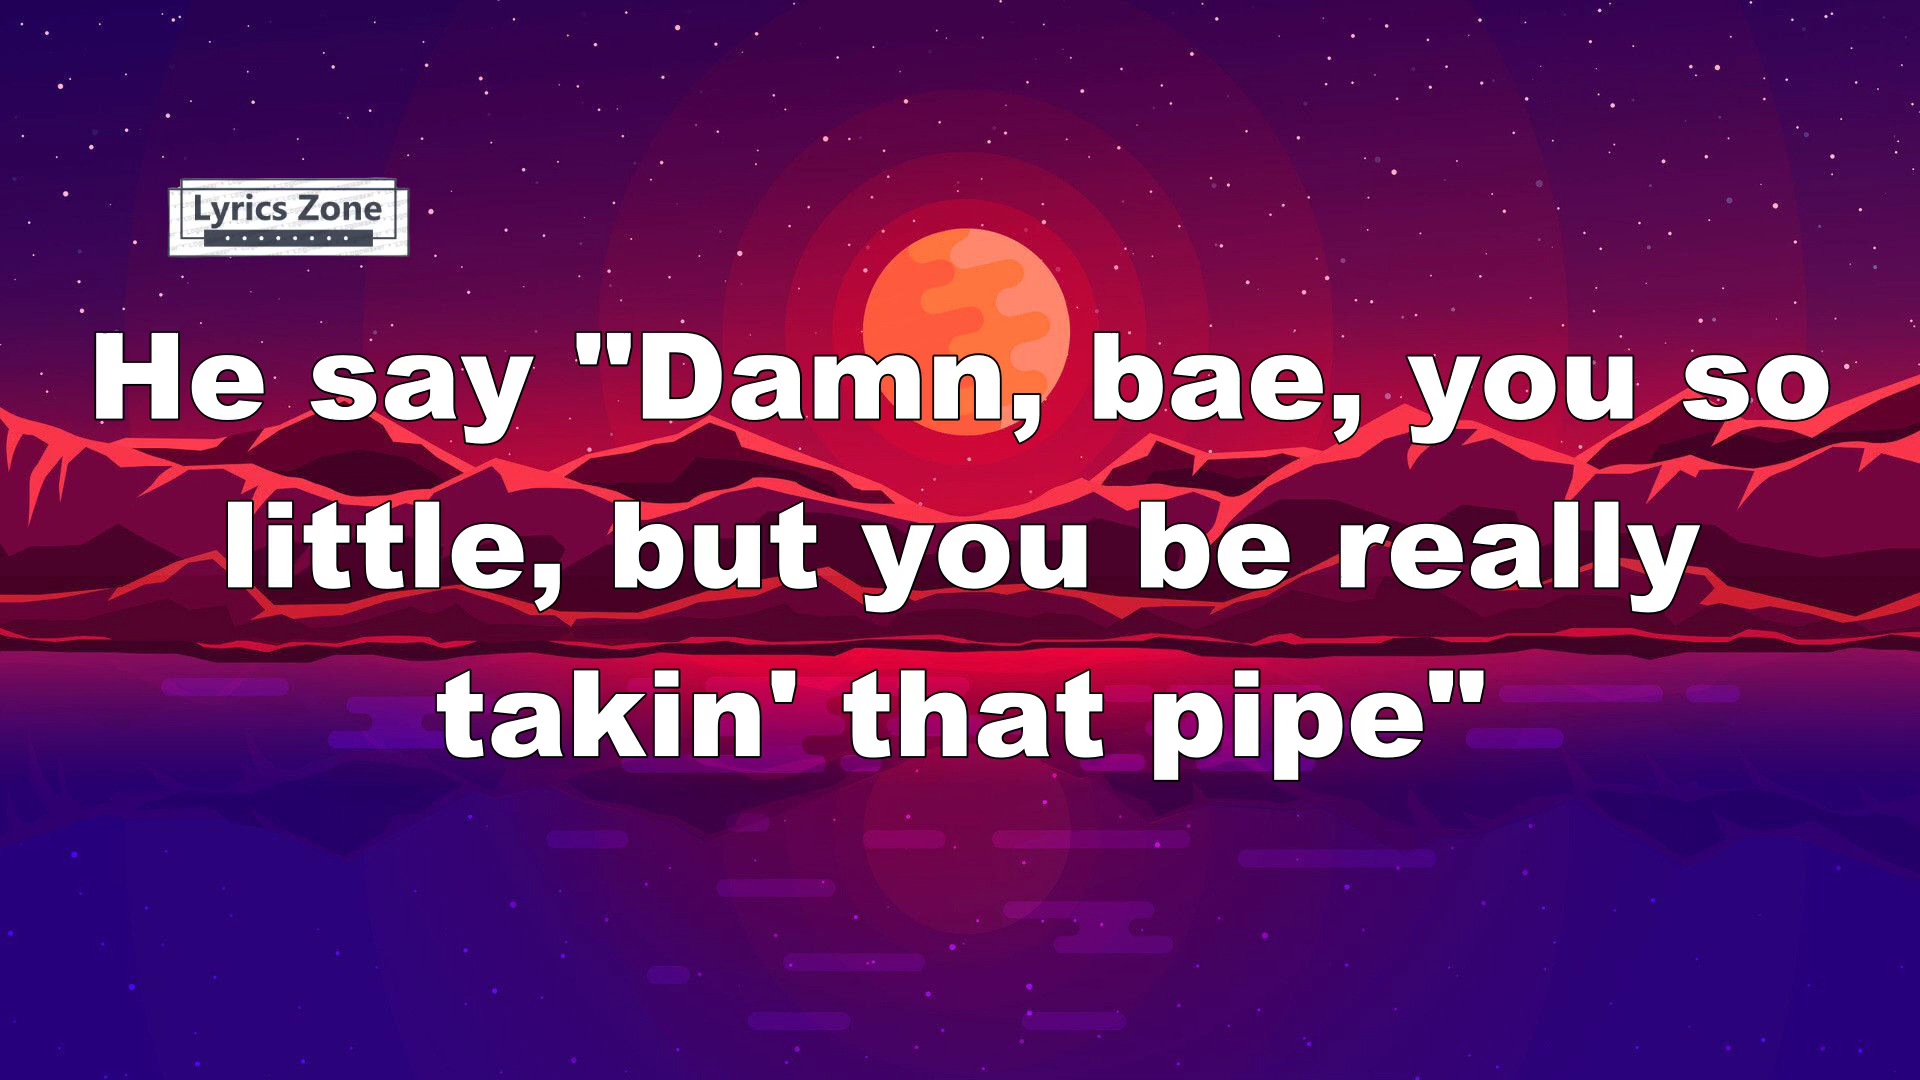 Lyrics Zone
He say "Damn, bae, you so
little, but you be really
takin' that pipe"